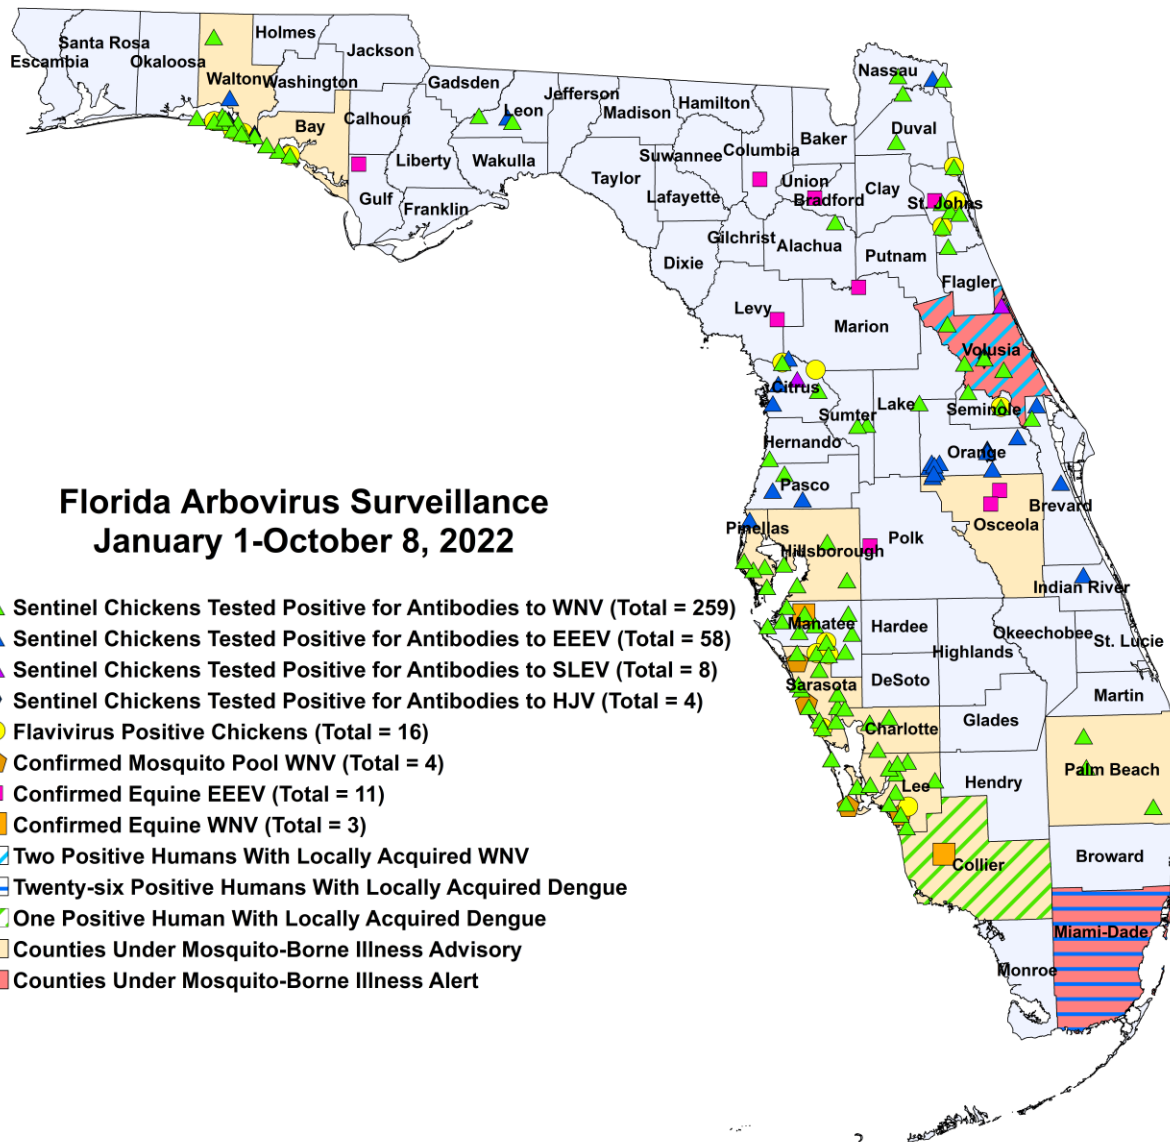 Holmes
Santa Rosa
Jackson
Escambia
Okaloosa
Walton
Washington
Gadsden
Jefferson
Leon
Madison
Hamilton
Nassau
Bay
Calhoun
Liberty
Wakulla
Suwannee
Columbia
Baker
Duval
Taylor
Union
Gulf
Franklin
Lafayette
Bradford
Clay
St. Johns
Gilchrist
Alachua
Dixie
Putnam
Flagler
Levy
Marion
Volusia
Citrus
Sumter
Lake
Seminole
Hernando
Orange
Pasco
Brevard
Osceola
Pinellas
Hillsborough
Polk
Indian River
Manatee
Hardee
Okeechobee
St. Lucie
Highlands
Sarasota
DeSoto
Martin
Charlotte
Glades
Lee
Hendry
Palm Beach
Collier
Broward
Miami-Dade
Monroe
Florida Arbovirus Surveillance
January 1-October 8, 2022
Sentinel Chickens Tested Positive for Antibodies to WNV (Total = 259)
Sentinel Chickens Tested Positive for Antibodies to EEEV (Total = 58)
Sentinel Chickens Tested Positive for Antibodies to SLEV (Total = 8)
Sentinel Chickens Tested Positive for Antibodies to HJV (Total = 4)
Flavivirus Positive Chickens (Total = 16)
Confirmed Mosquito Pool WNV (Total = 4)
Confirmed Equine EEEV (Total = 11)
Confirmed Equine WNV (Total = 3)
Two Positive Humans With Locally Acquired WNV
Twenty-six Positive Humans With Locally Acquired Dengue
One Positive Human With Locally Acquired Dengue
Counties Under Mosquito-Borne Illness Advisory
Counties Under Mosquito-Borne Illness Alert